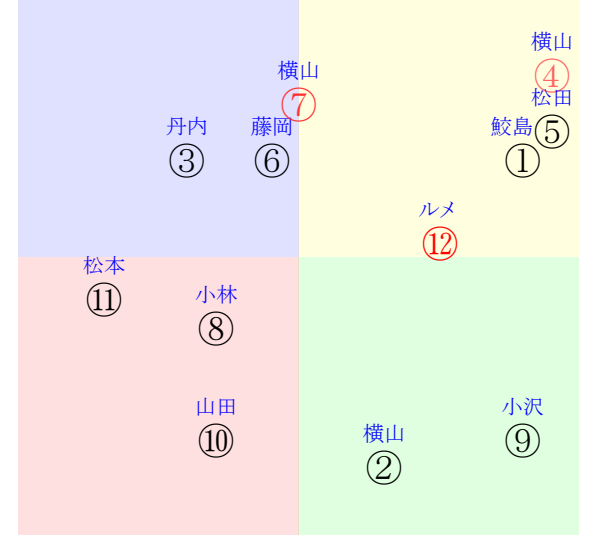 横山
④
横山
⑦
松田
⑤
丹内
③
藤岡
⑥
鮫島
①
ルメ
⑫
松本
⑪
小林
⑧
山田
⑩
横山
②
小沢
⑨